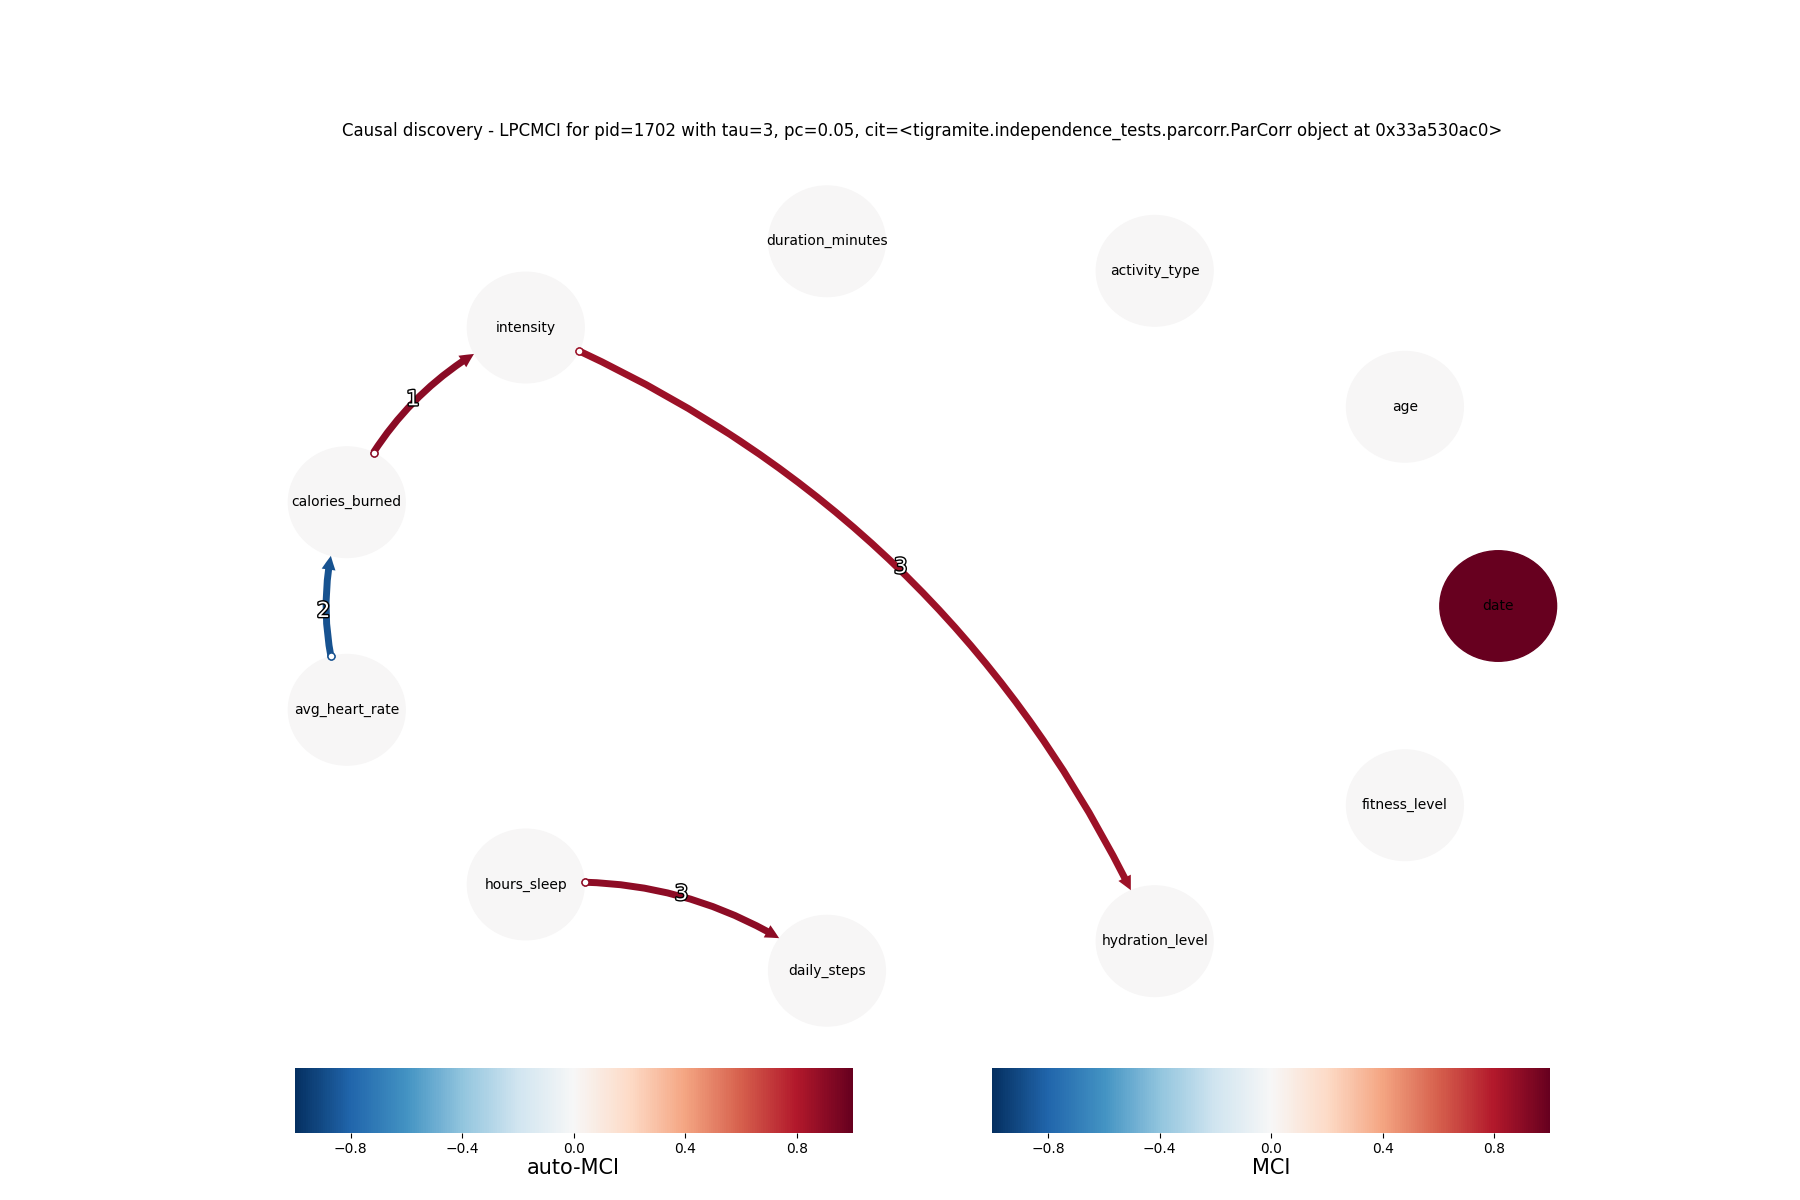 Causal discovery - LPCMCI for pid=1702 with tau=3, pc=0.05, cit=<tigramite.independence_tests.parcorr.ParCorr object at 0x33a530ac0>
duration_minutes
activity_type
intensity
age
1
calories_burned
3
date
2
avg_heart_rate
fitness_level
hours_sleep
3
hydration_level
daily_steps
−0.8 −0.4 0.0 0.4 0.8
auto-MCI
−0.8 −0.4 0.0 0.4 0.8
MCI